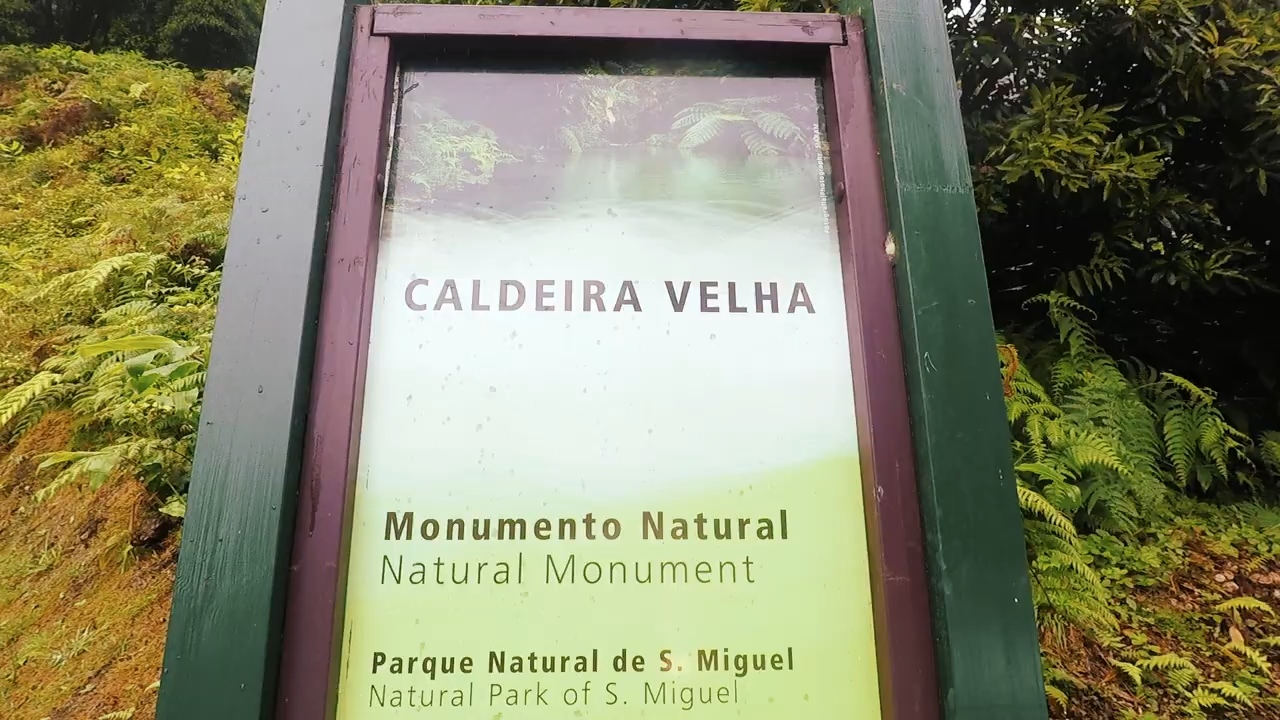 CALDEIRA VELHA
Monumento Natural
Natural Monument
Parque Natural de S. Miguel
Natural Park of S. Miguel